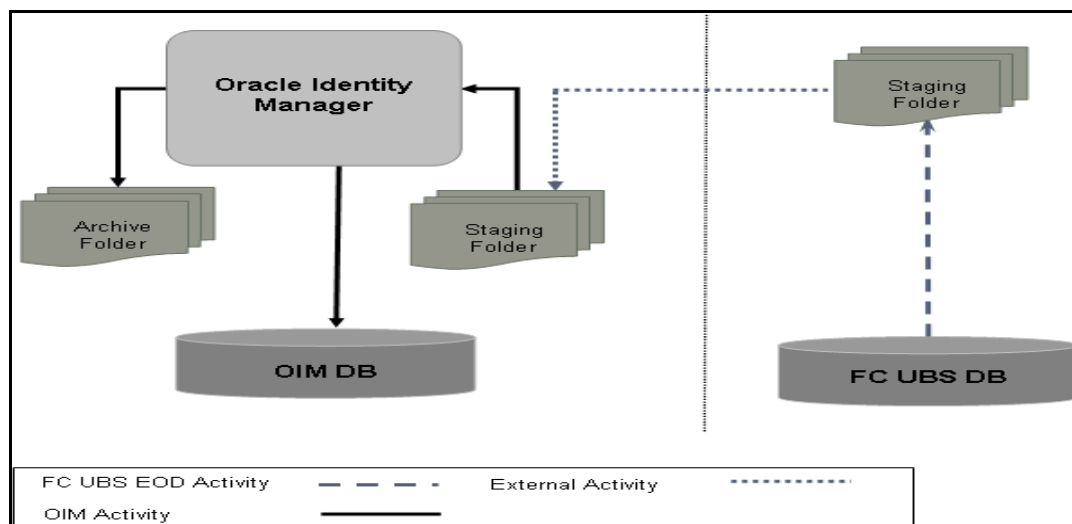 Oracle Identity
Manager
Staging
Folder
Archive
Folder
Staging
Folder
OIM DB
FC UBS DB
FC UBS EOD Activity
External Activity
OIM Activity